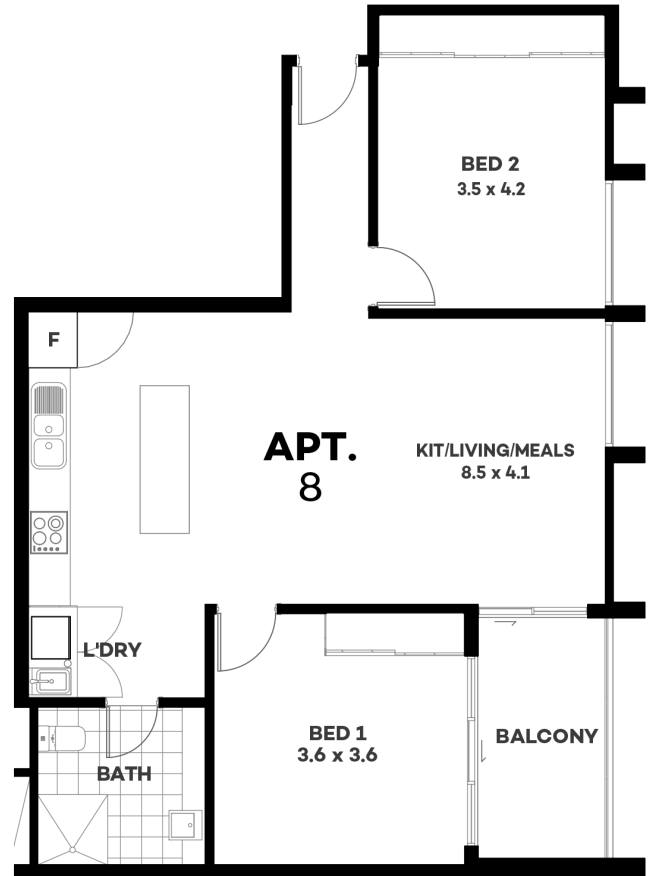 BED 2
3.5 x 4.2
F
APT.
8
KIT/LIVING/MEALS
8.5 x 4.1
L'DRY
BED 1
3.6 x 3.6
BALCONY
BATH